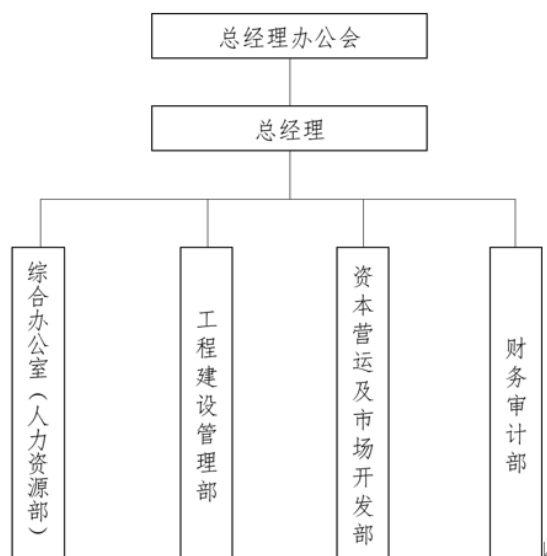 总经理办公会
总经理
综合办公室（人力资源部）
工程建设管理部
资本营运及市场开发部
财务审计部